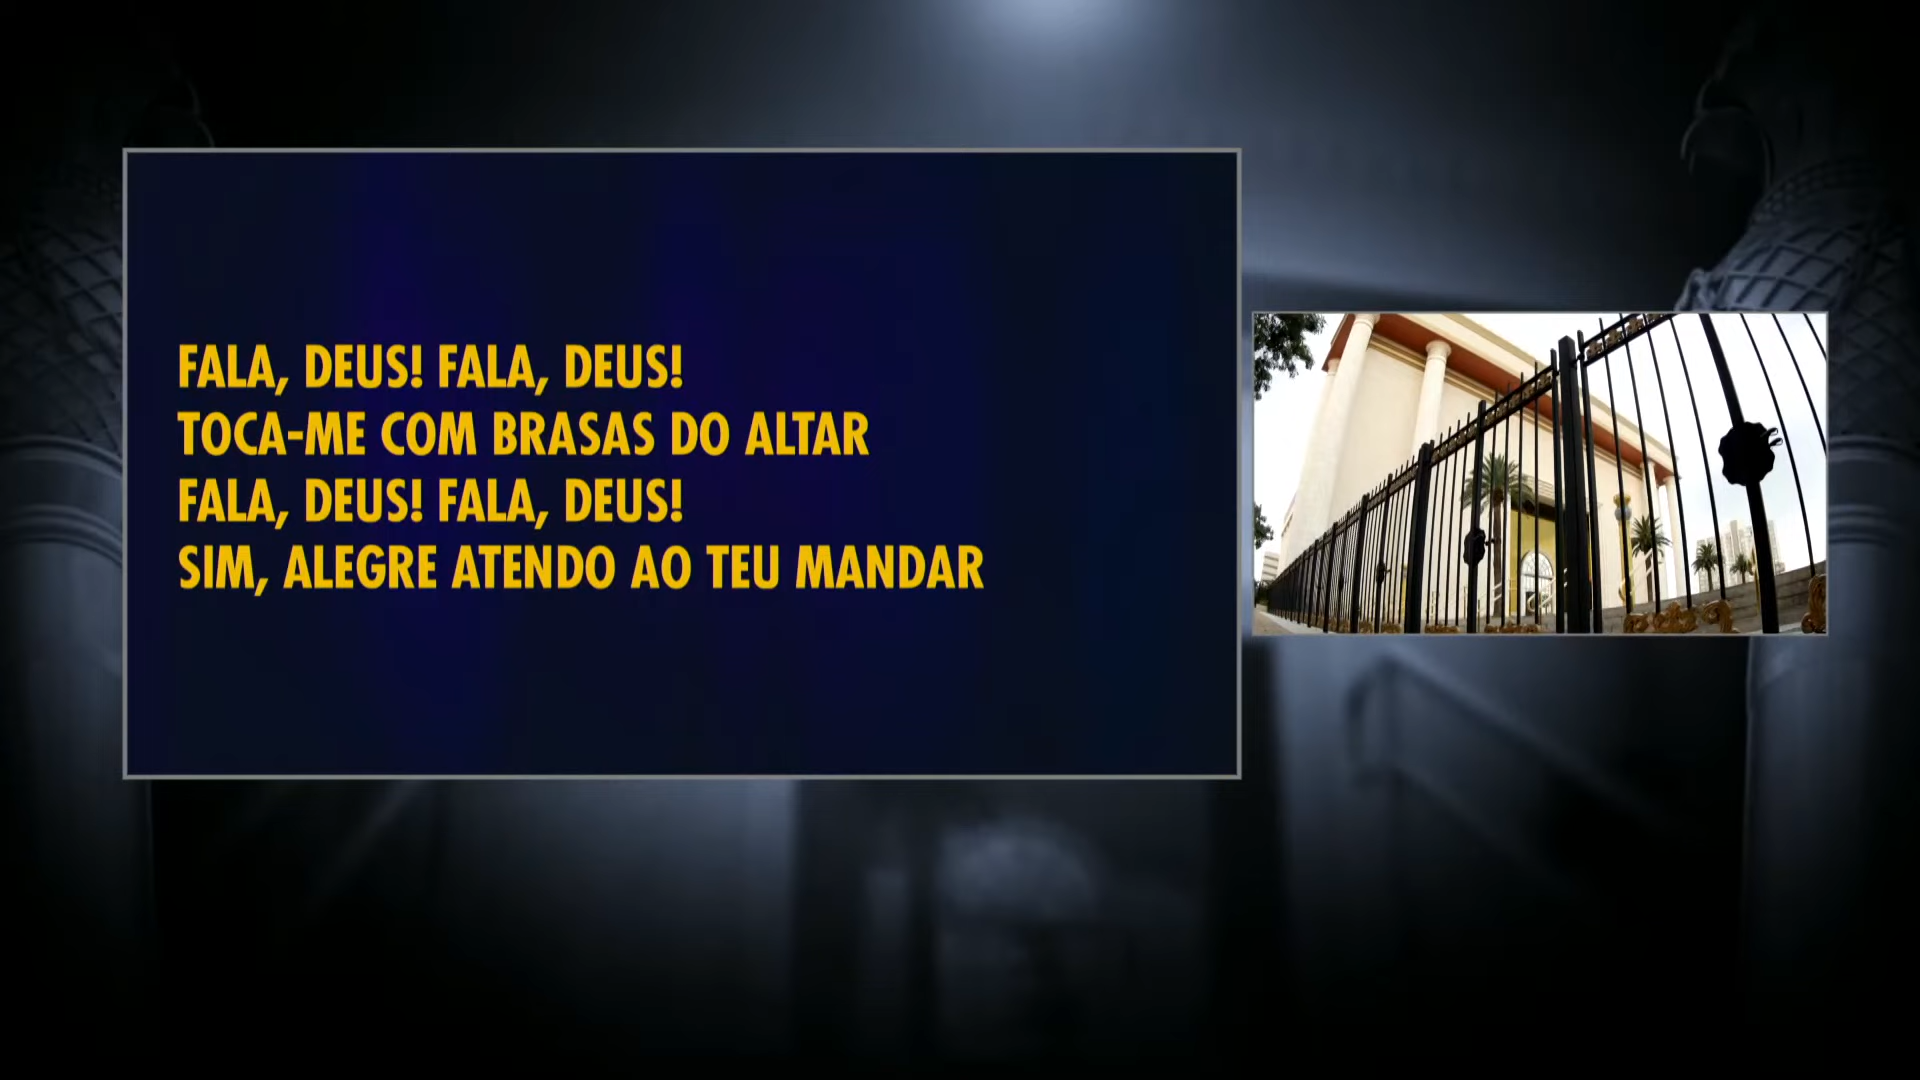 FALA, DEUS! FALA, DEUS!
TOCA-ME COM BRASAS DO ALTAR
FALA, DEUS! FALA, DEUS!
SIM, ALEGRE ATENDO AO TEU MANDAR